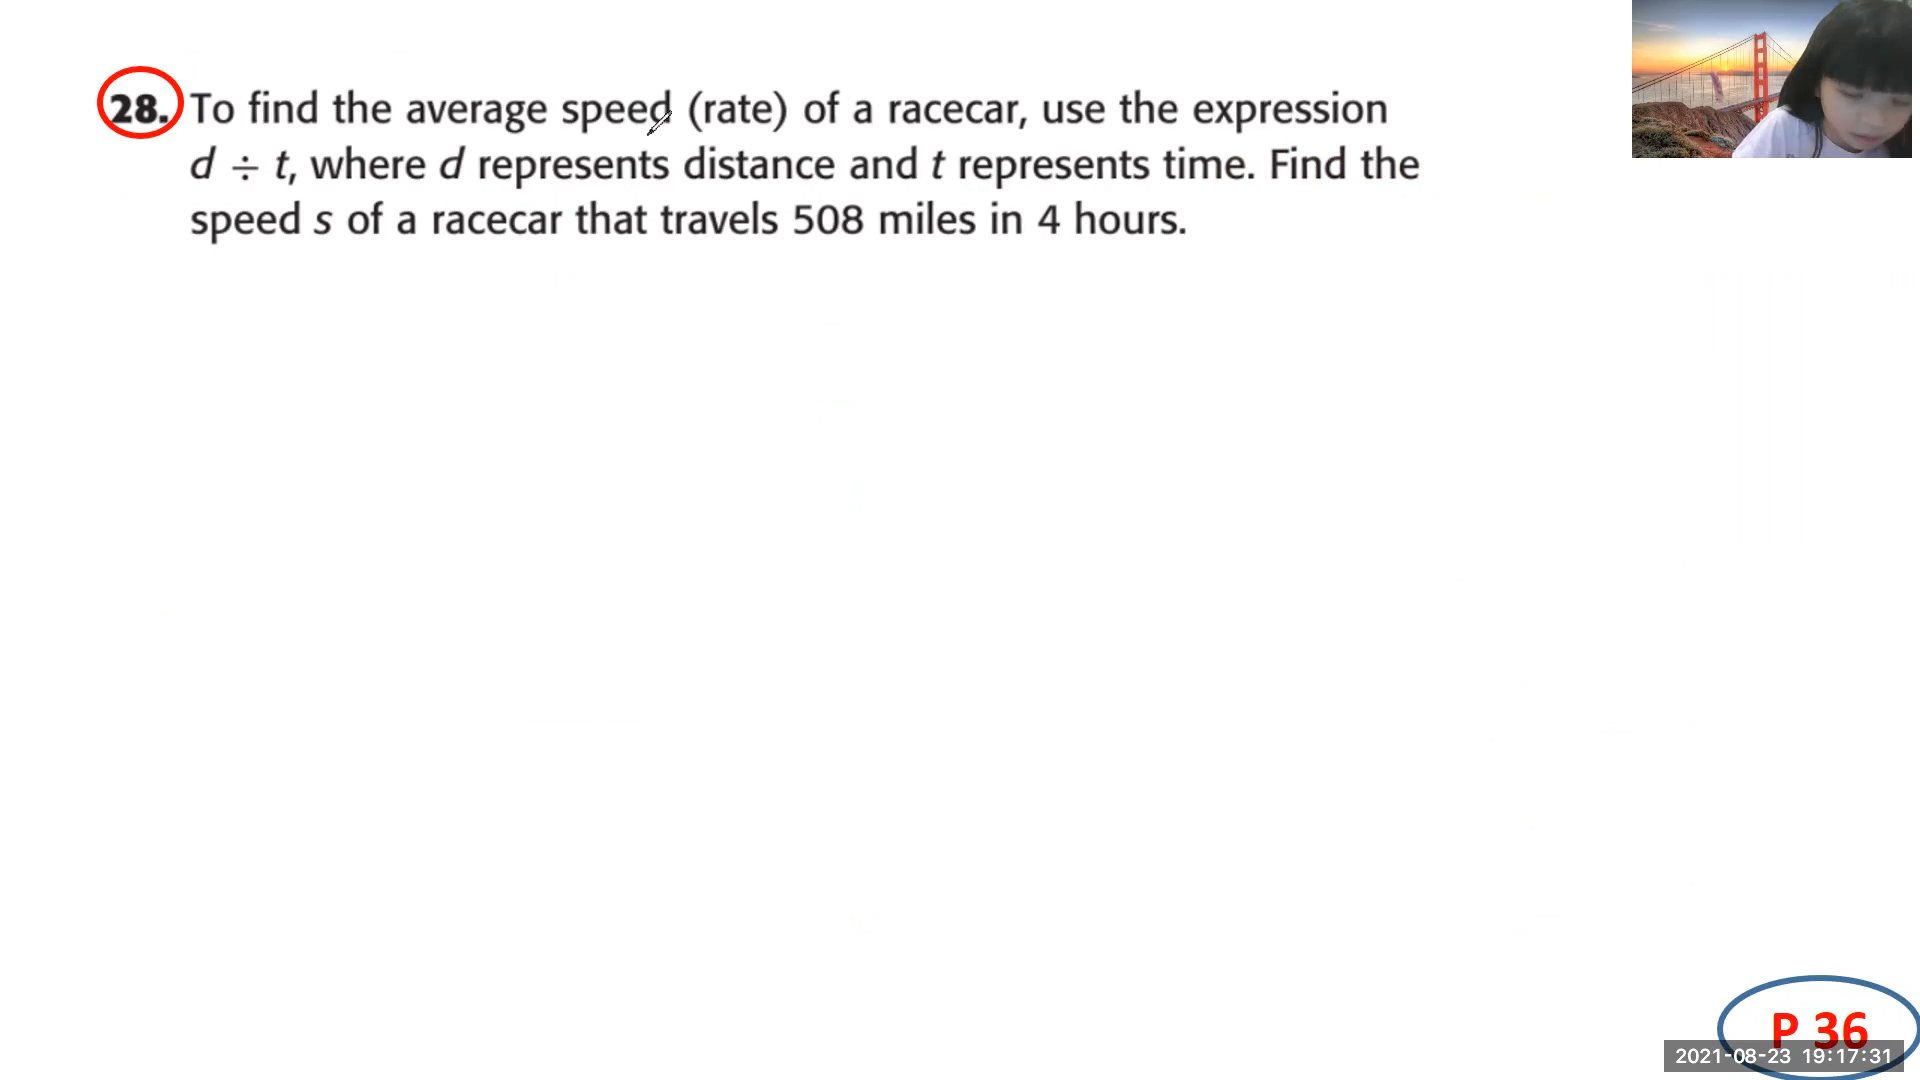 28. To find the average speed (rate) of a racecar, use the expression
d ÷ t, where d represents distance and t represents time. Find the
speed s of a racecar that travels 508 miles in 4 hours.
P 36
2021-08-23 19:17:31